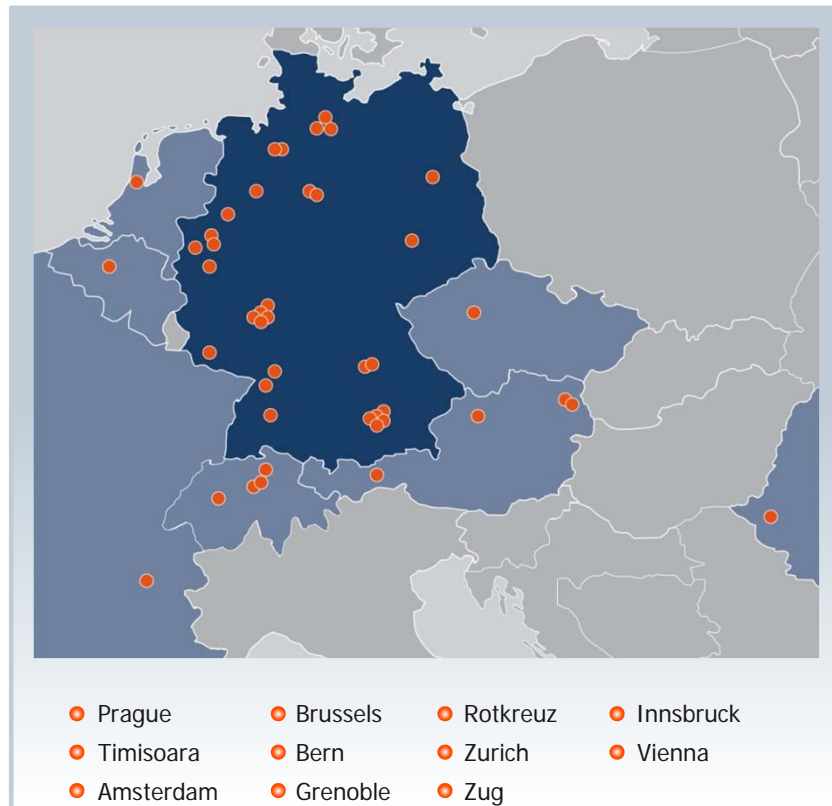 Prague
Brussels
Rotkreuz
Innsbruck
Timisoara
Bern
Zurich
Vienna
Amsterdam
Grenoble
Zug